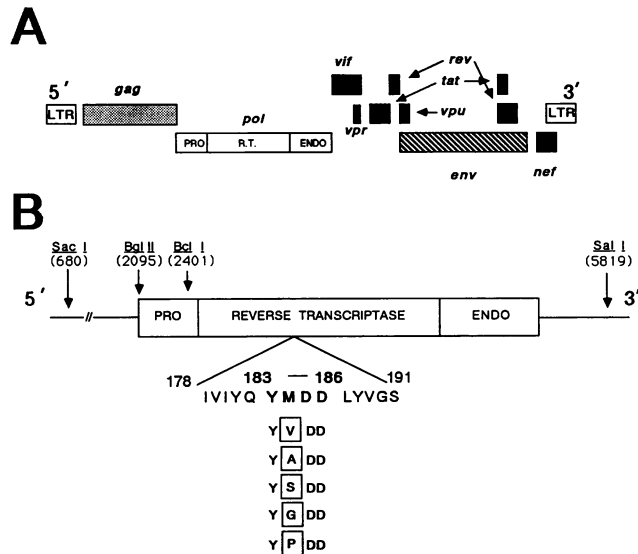 A
vif
rev
5'
gag
tat
3'
LTR
pol
vpr
vpu
LTR
PRO
R.T.
ENDO
env
nef
B
Sac I
(680)
Bgl II
(2095)
Bcl I
(2401)
Sal I
(5819)
5'
3'
PRO
REVERSE TRANSCRIPTASE
ENDO
178
183 — 186
191
IVIYQ YMDD LYVGS
Y V DD
Y A DD
Y S DD
Y G DD
Y P DD